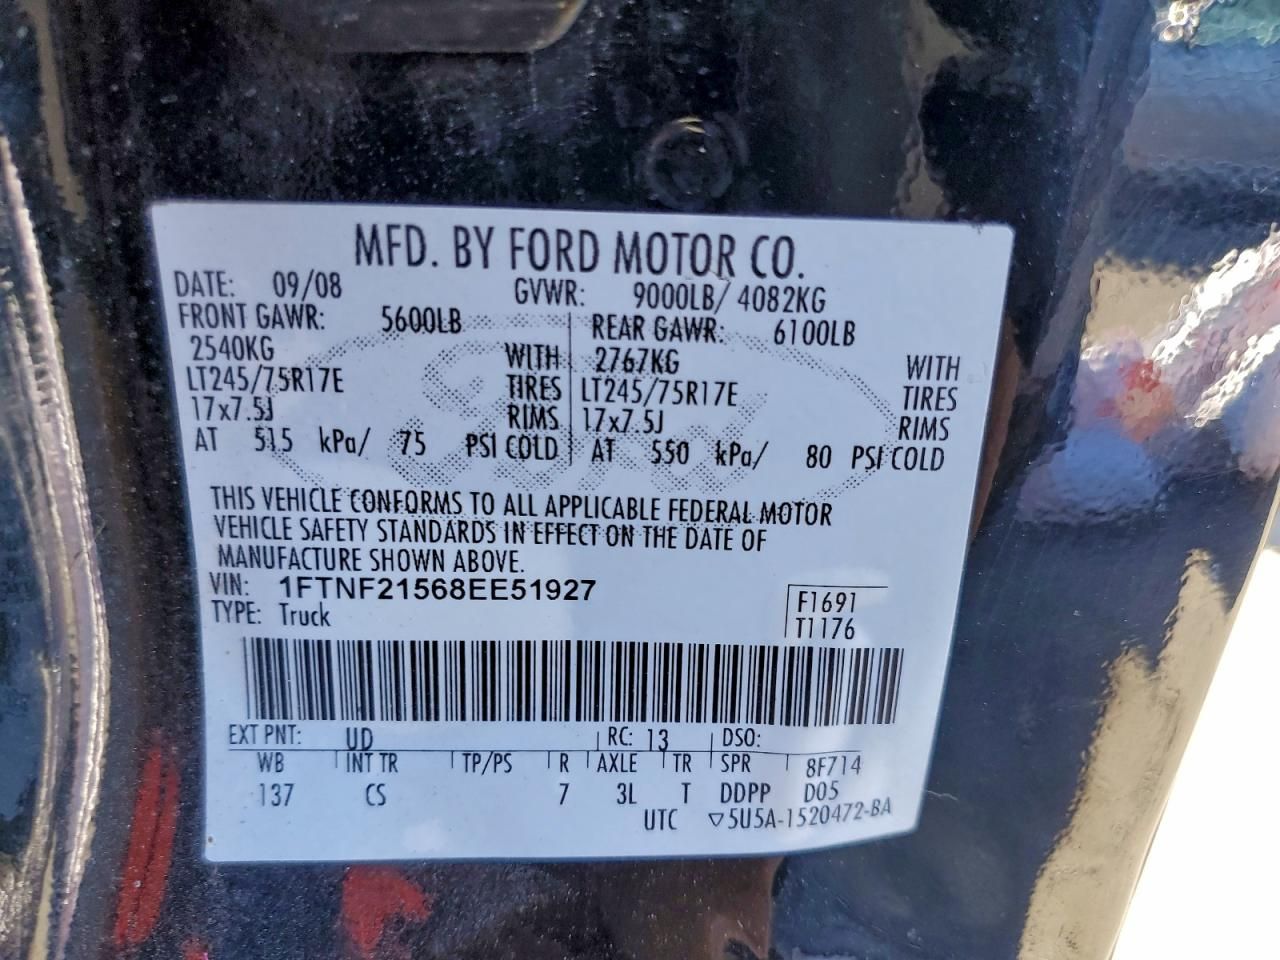 MFD. BY FORD MOTOR CO.
DATE: 09/08 GVWR: 9000LB/ 4082KG
FRONT GAWR: 5600LB REAR GAWR: 6100LB
2540KG WITH 2767KG WITH
LT245/75R17E TIRES LT245/75R17E TIRES
17x7.5J RIMS 17x7.5J RIMS
AT 515 kPa/ 75 PSI COLD AT 550 kPa/ 80 PSI COLD
THIS VEHICLE CONFORMS TO ALL APPLICABLE FEDERAL MOTOR
VEHICLE SAFETY STANDARDS IN EFFECT ON THE DATE OF
MANUFACTURE SHOWN ABOVE.
VIN: 1FTNF21568EE51927
TYPE: Truck
F1691
T1176
EXT PNT: UD RC: 13 DSO:
WB INT TR TP/PS R AXLE TR SPR 8F714
137 CS 7 3L T DDPP D05
UTC ▽5U5A-1520472-BA